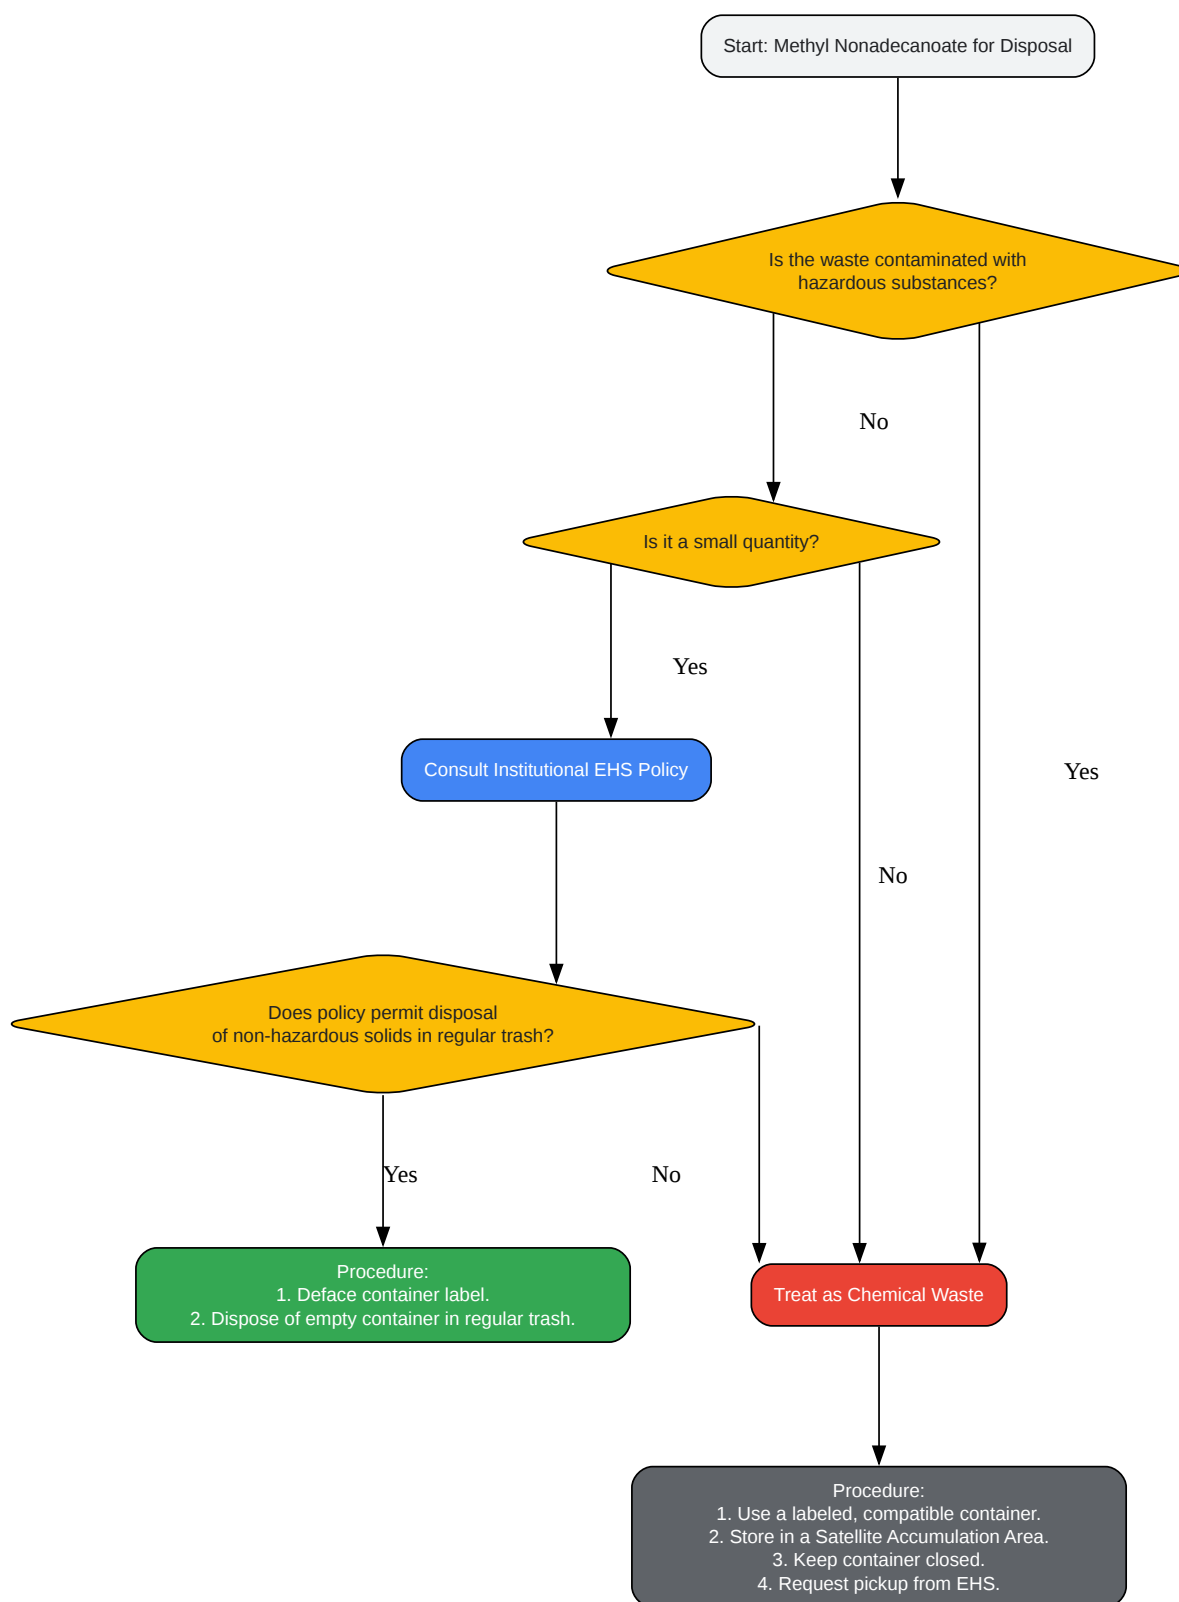 Start: Methyl Nonadecanoate for Disposal
Is the waste contaminated with
hazardous substances?
No
Is it a small quantity?
Yes
Consult Institutional EHS Policy
Yes
No
Does policy permit disposal
of non-hazardous solids in regular trash?
Yes
No
Procedure:
1. Deface container label.
2. Dispose of empty container in regular trash.
Treat as Chemical Waste
Procedure:
1. Use a labeled, compatible container.
2. Store in a Satellite Accumulation Area.
3. Keep container closed.
4. Request pickup from EHS.